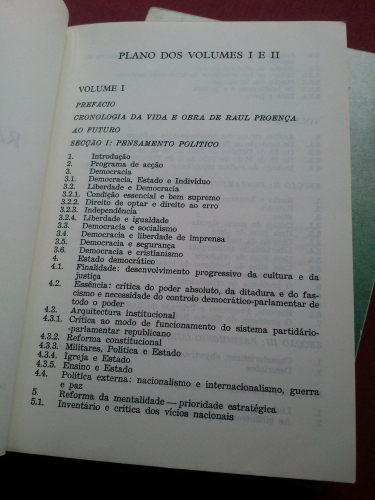 PLANO DOS VOLUMES I E II
VOLUME I
PREFACIO
CRONOLOGIA DA VIDA E OBRA DE RAUL PROENÇA
AO FUTURO
SECÇÃO I: PENSAMENTO POLITICO
1. Introdução
2. Programa de acção
3. Democracia
3.1. Democracia, Estado e Indivíduo
3.2. Liberdade e Democracia
3.2.1. Condição essencial e bem supremo
3.2.2. Direito de optar e direito ao erro
3.2.3. Independência
3.2.4. Liberdade e igualdade
3.3. Democracia e socialismo
3.4. Democracia e liberdade de imprensa
3.5. Democracia e segurança
3.6. Democracia e cristianismo
4. Estado democrático
4.1. Finalidade: desenvolvimento progressivo da cultura e da
justiça
4.2. Essência: crítica do poder absoluto, da ditadura e do fas-
cismo e necessidade do controlo democrático-parlamentar de
todo o poder
4.3. Arquitectura institucional
4.3.1. Crítica ao modo de funcionamento do sistema partidário-
-parlamentar republicano
4.3.2. Reforma constitucional
4.3.3. Militares, Política e Estado
4.3.4. Igreja e Estado
4.3.5. Ensino e Estado
4.4. Política externa: nacionalismo e internacionalismo, guerra
e paz
5. Reforma da mentalidade — prioridade estratégica
5.1. Inventário e crítica dos vícios nacionais